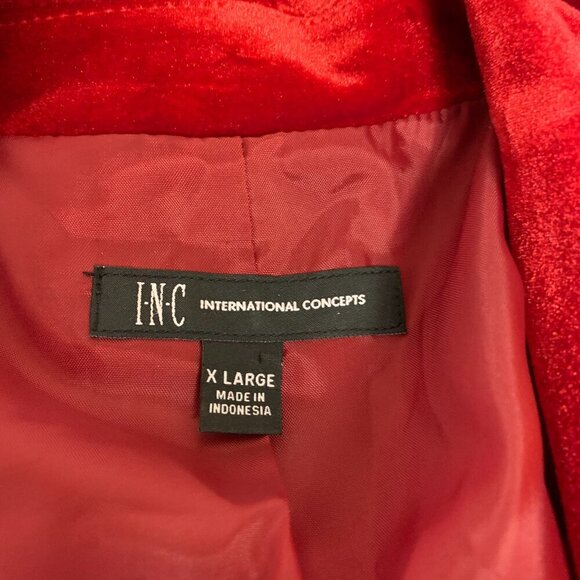 I·N·C INTERNATIONAL CONCEPTS
X LARGE
MADE IN
INDONESIA